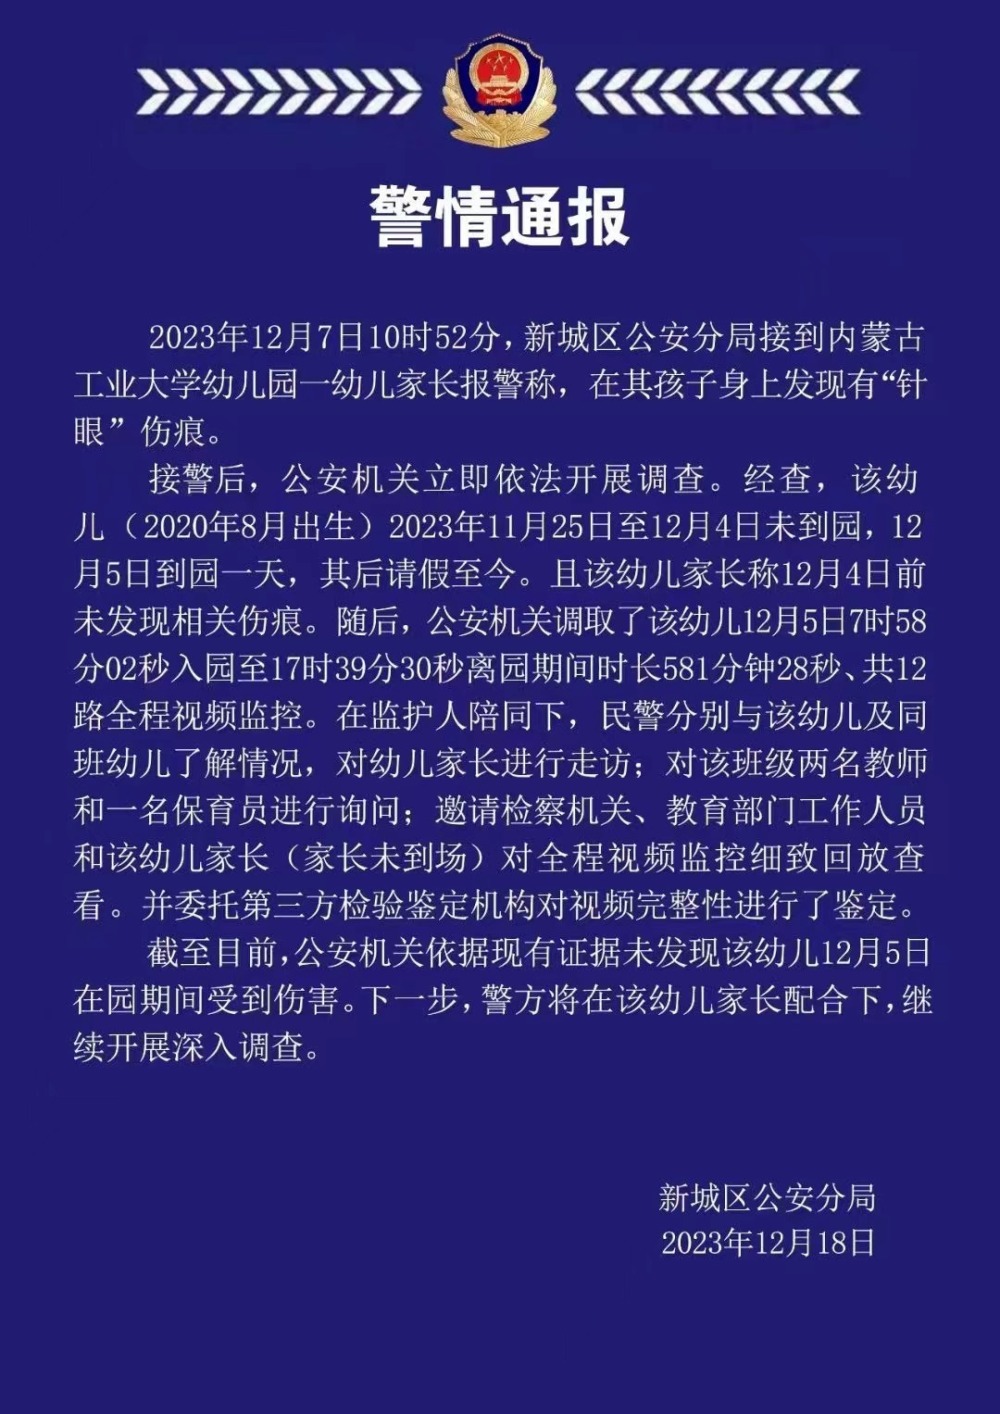 警情通报
2023年12月7日10时52分，新城区公安分局接到内蒙古
工业大学幼儿园一幼儿家长报警称，在其孩子身上发现有“针
眼”伤痕。
接警后，公安机关立即依法开展调查。经查，该幼
儿（2020年8月出生）2023年11月25日至12月4日未到园，12
月5日到园一天，其后请假至今。且该幼儿家长称12月4日前
未发现相关伤痕。随后，公安机关调取了该幼儿12月5日7时58
分02秒入园至17时39分30秒离园期间时长581分钟28秒、共12
路全程视频监控。在监护人陪同下，民警分别与该幼儿及同
班幼儿了解情况，对幼儿家长进行走访；对该班级两名教师
和一名保育员进行询问；邀请检察机关、教育部门工作人员
和该幼儿家长（家长未到场）对全程视频监控细致回放查
看。并委托第三方检验鉴定机构对视频完整性进行了鉴定。
截至目前，公安机关依据现有证据未发现该幼儿12月5日
在园期间受到伤害。下一步，警方将在该幼儿家长配合下，继
续开展深入调查。
新城区公安分局
2023年12月18日